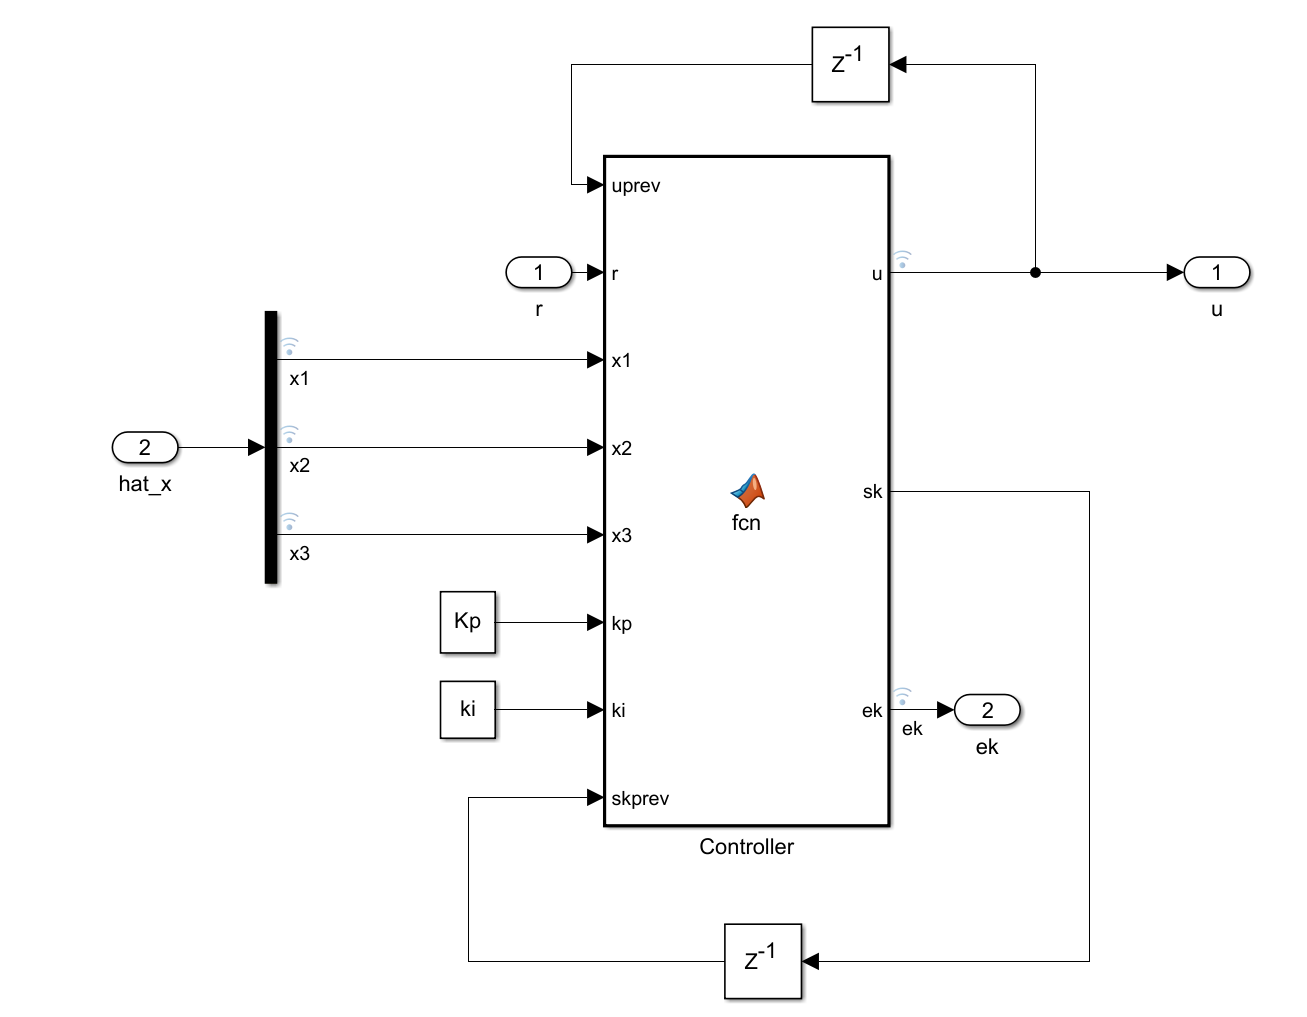 Z-1
uprev
1
r
r
u
1
u
x1
x1
2
hat_x
x2
x2
sk
fcn
x3
x3
Kp
kp
ki
ki
ek
ek
2
ek
skprev
Controller
Z-1